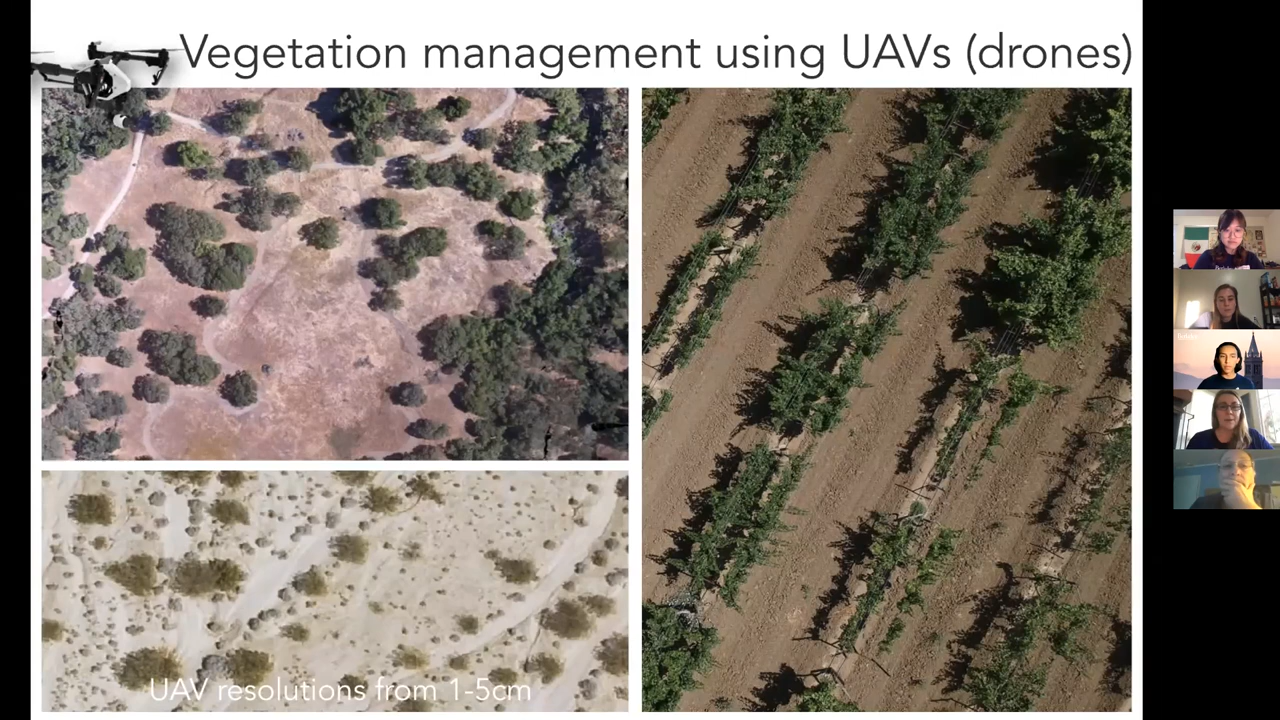 Vegetation management using UAVs (drones)
UAV resolutions from 1-5cm